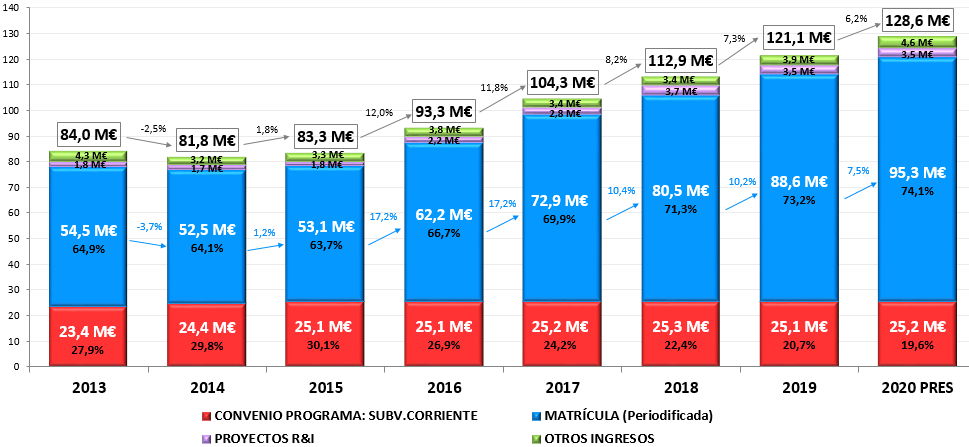 140
120
100
90
80
70
60
50
40
30
20
10
0
84,0 M€
-2,5%
81,8 M€
1,8%
83,3 M€
12,0%
93,3 M€
11,8%
104,3 M€
8,2%
112,9 M€
7,3%
121,1 M€
6,2%
128,6 M€
4,3 M€
3,2 M€
3,3 M€
3,8 M€
3,4 M€
3,4 M€
3,9 M€
4,6 M€
1,8 M€
1,7 M€
1,8 M€
2,2 M€
2,8 M€
3,7 M€
3,5 M€
3,5 M€
54,5 M€
64,9%
-3,7%
52,5 M€
64,1%
1,2%
53,1 M€
63,7%
17,2%
62,2 M€
66,7%
17,2%
72,9 M€
69,9%
10,4%
80,5 M€
71,3%
10,2%
88,6 M€
73,2%
7,5%
95,3 M€
74,1%
23,4 M€
27,9%
24,4 M€
29,8%
25,1 M€
30,1%
25,1 M€
26,9%
25,2 M€
24,2%
25,3 M€
22,4%
25,1 M€
20,7%
25,2 M€
19,6%
2013
2014
2015
2016
2017
2018
2019
2020 PRES
CONVENIO PROGRAMA: SUBV.CORRIENTE
MATRÍCULA (Periodificada)
PROYECTOS R&I
OTROS INGRESOS